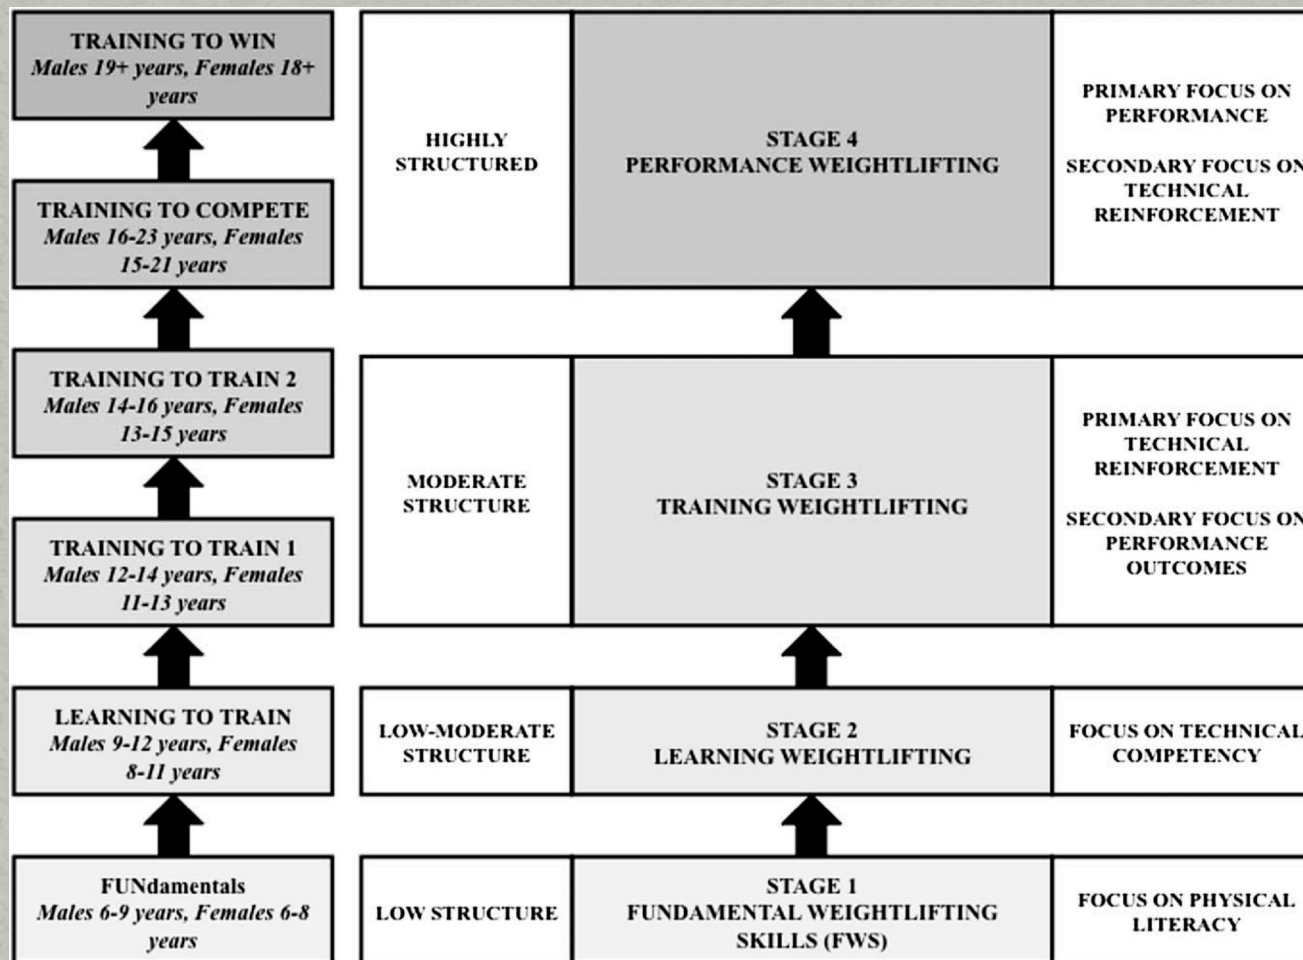 TRAINING TO WIN
Males 19+ years, Females 18+
years
HIGHLY
STRUCTURED
STAGE 4
PERFORMANCE WEIGHTLIFTING
PRIMARY FOCUS ON
PERFORMANCE
SECONDARY FOCUS ON
TECHNICAL
REINFORCEMENT
TRAINING TO COMPETE
Males 16-23 years, Females
15-21 years
TRAINING TO TRAIN 2
Males 14-16 years, Females
13-15 years
MODERATE
STRUCTURE
STAGE 3
TRAINING WEIGHTLIFTING
PRIMARY FOCUS ON
TECHNICAL
REINFORCEMENT
SECONDARY FOCUS ON
PERFORMANCE
OUTCOMES
TRAINING TO TRAIN 1
Males 12-14 years, Females
11-13 years
LEARNING TO TRAIN
Males 9-12 years, Females
8-11 years
LOW-MODERATE
STRUCTURE
STAGE 2
LEARNING WEIGHTLIFTING
FOCUS ON TECHNICAL
COMPETENCY
FUNdamentals
Males 6-9 years, Females 6-8
years
LOW STRUCTURE
STAGE 1
FUNDAMENTAL WEIGHTLIFTING
SKILLS (FWS)
FOCUS ON PHYSICAL
LITERACY